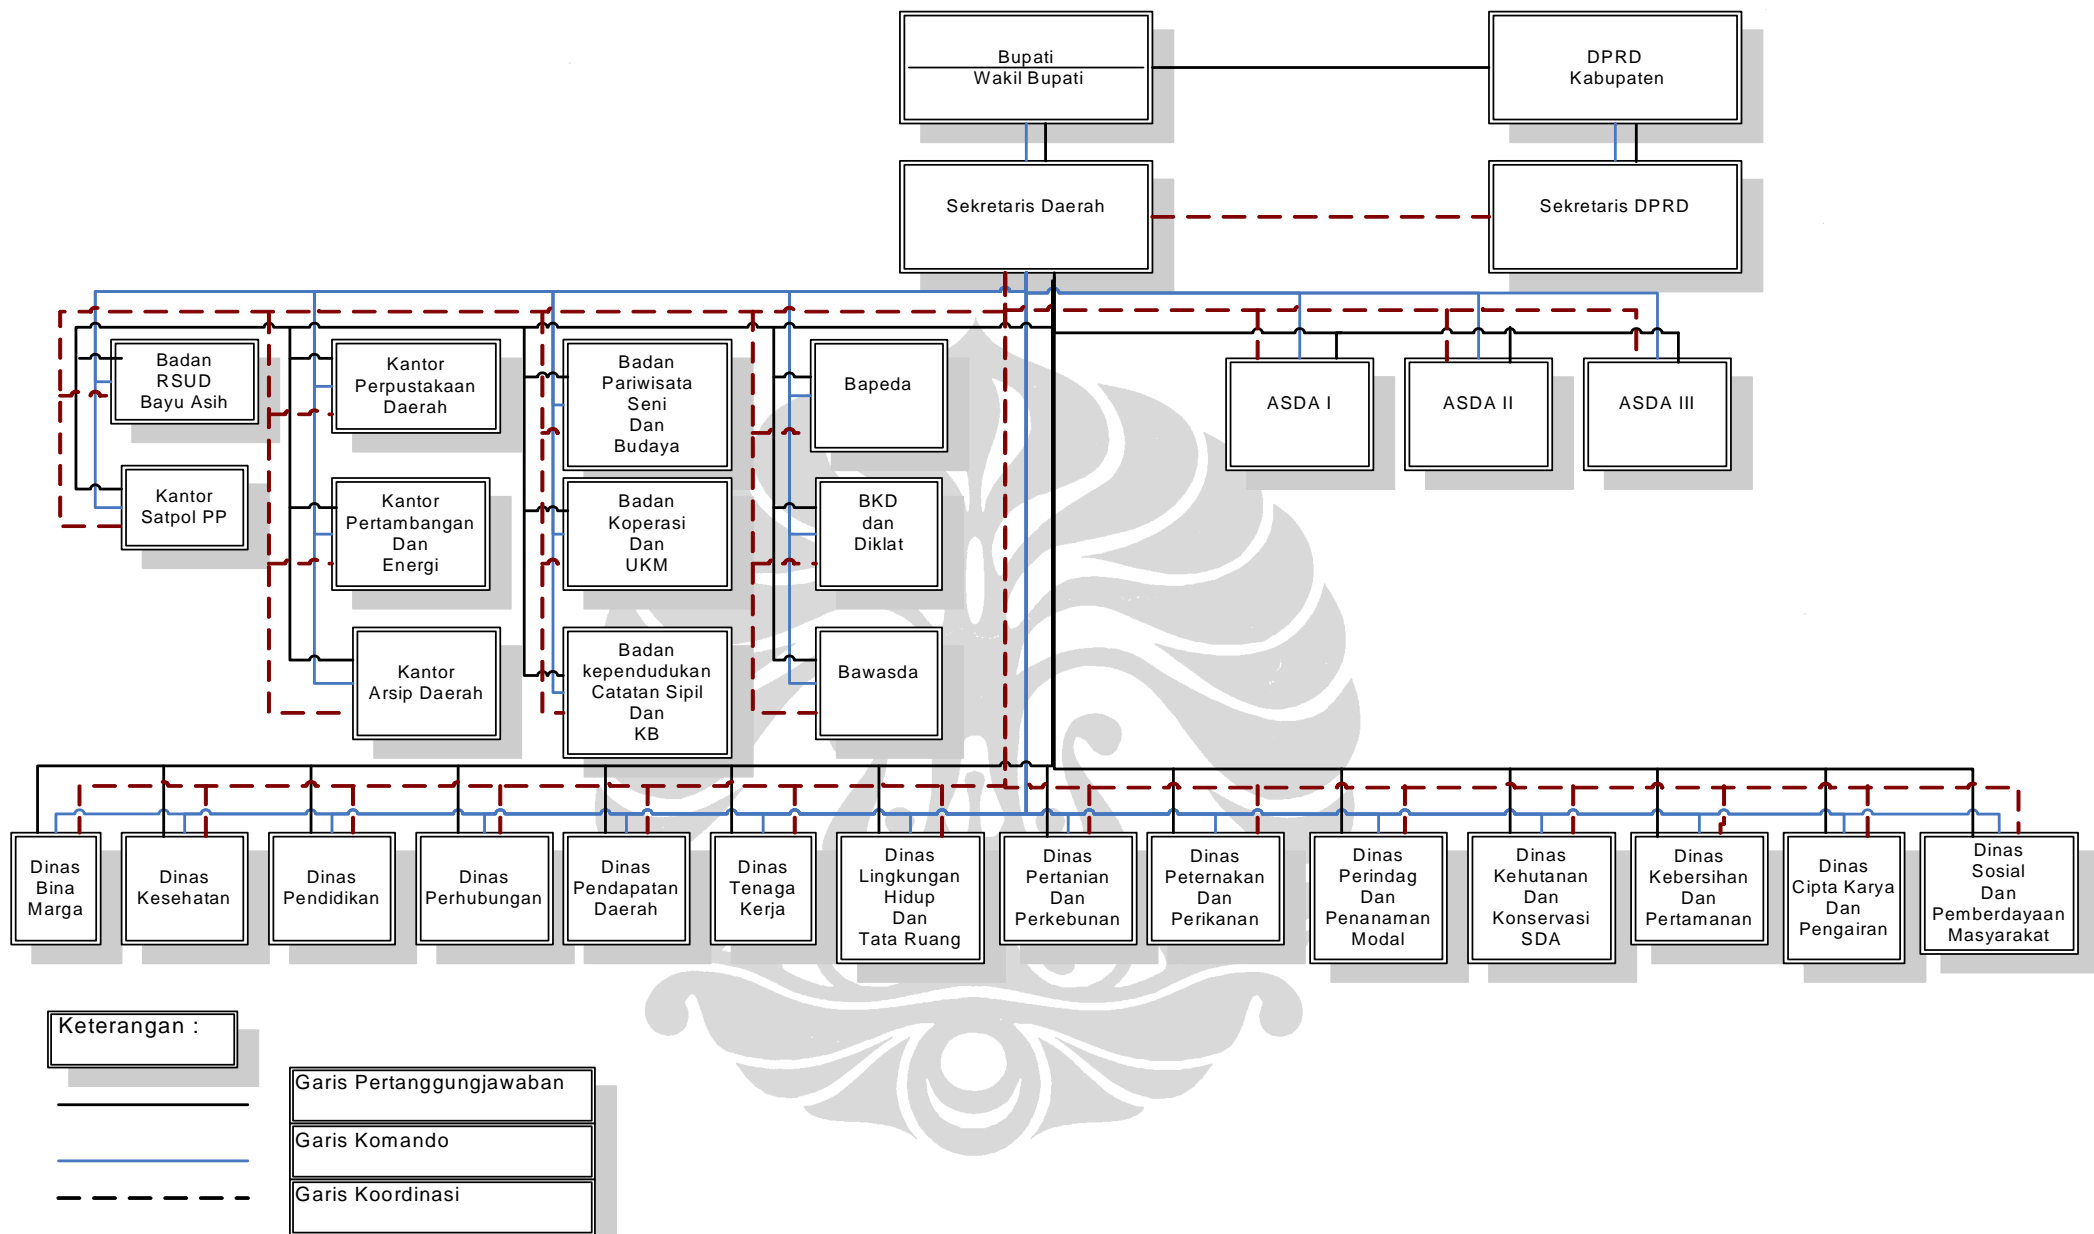 Bupati
Wakil Bupati
DPRD
Kabupaten
Sekretaris Daerah
Sekretaris DPRD
Badan
RSUD
Bayu Asih
Kantor
Perpustakaan
Daerah
Badan
Pariwisata
Seni
Dan
Budaya
Bapeda
ASDA I
ASDA II
ASDA III
Kantor
Satpol PP
Kantor
Pertambangan
Dan
Energi
Badan
Koperasi
Dan
UKM
BKD
dan
Diklat
Kantor
Arsip Daerah
Badan
kependudukan
Catatan Sipil
Dan
KB
Bawasda
Dinas
Bina
Marga
Dinas
Kesehatan
Dinas
Pendidikan
Dinas
Perhubungan
Dinas
Pendapatan
Daerah
Dinas
Tenaga
Kerja
Dinas
Lingkungan
Hidup
Dan
Tata Ruang
Dinas
Pertanian
Dan
Perkebunan
Dinas
Peternakan
Dan
Perikanan
Dinas
Perindag
Dan
Penanaman
Modal
Dinas
Kehutanan
Dan
Konservasi
SDA
Dinas
Kebersihan
Dan
Pertamanan
Dinas
Cipta Karya
Dan
Pengairan
Dinas
Sosial
Dan
Pemberdayaan
Masyarakat
Keterangan :
Garis Pertanggungjawaban
Garis Komando
Garis Koordinasi